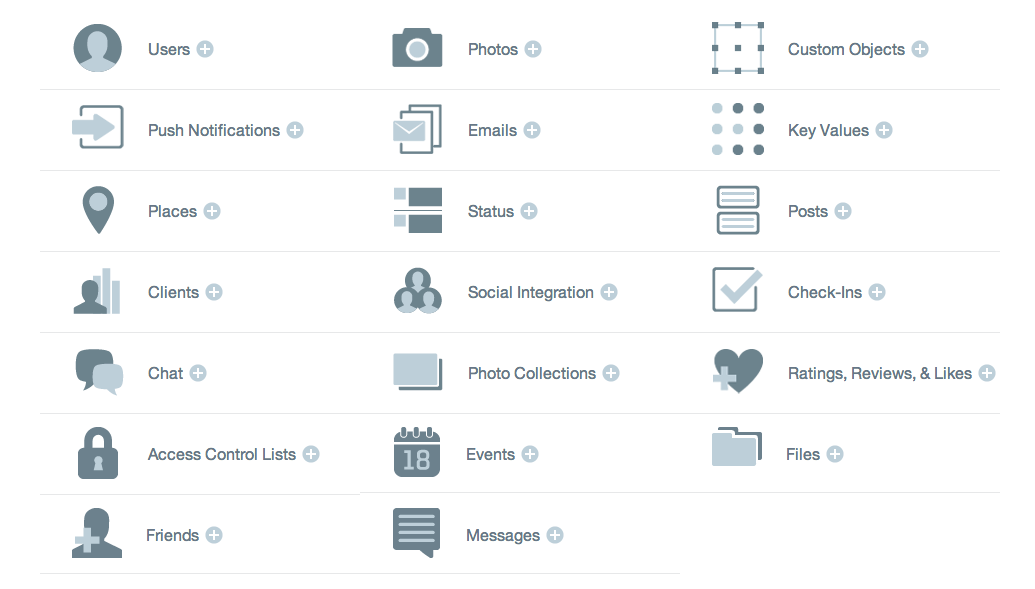 Users
Photos
Custom Objects
Push Notifications
Emails
Key Values
Places
Status
Posts
Clients
Social Integration
Check-Ins
Chat
Photo Collections
Ratings, Reviews, & Likes
Access Control Lists
18
Events
Files
Friends
Messages